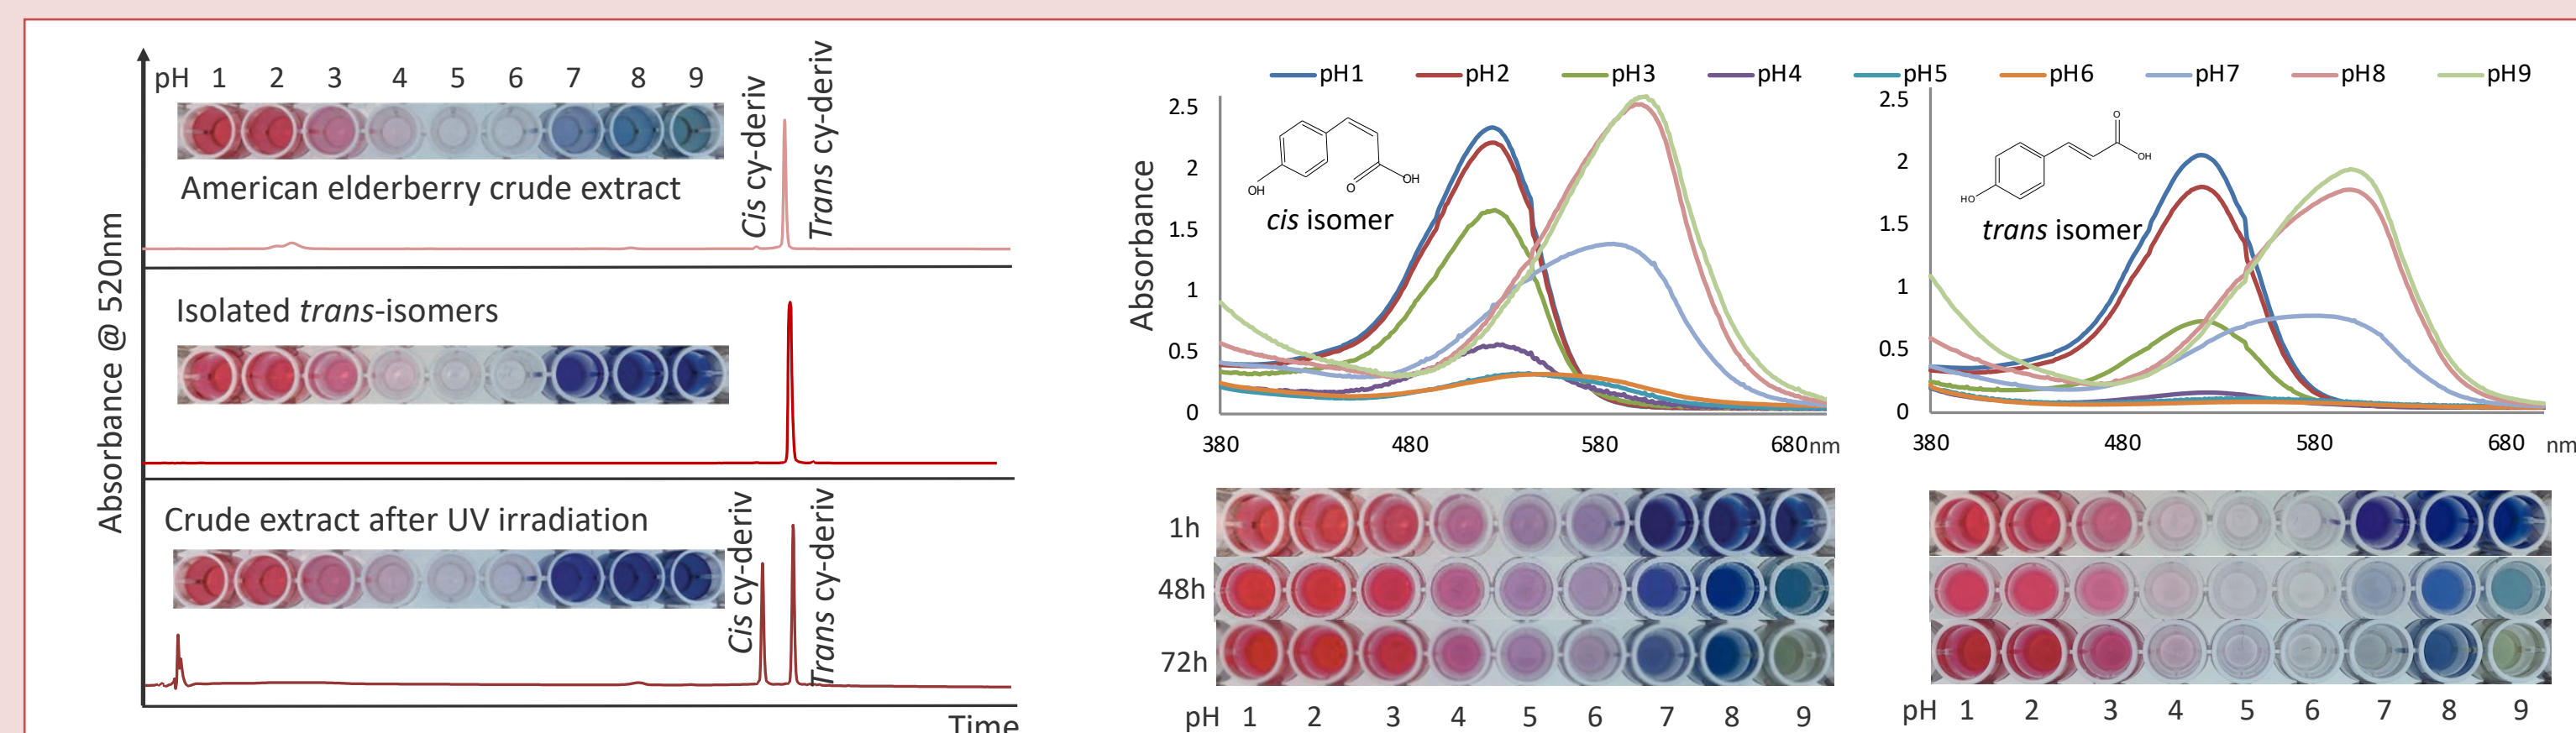 pH 1 2 3 4 5 6 7 8 9
American elderberry crude extract
Cis cy-deriv
Trans cy-deriv
Isolated trans-isomers
Crude extract after UV irradiation
Cis cy-deriv
Trans cy-deriv
Absorbance @ 520nm
Time
pH1 pH2 pH3 pH4 pH5 pH6 pH7 pH8 pH9
Absorbance
2.5
2
1.5
1
0.5
0
380 480 580 680nm
OH
O
OH
cis isomer
2.5
2
1.5
1
0.5
0
380 480 580 680 nm
O
OH
HO
trans isomer
1h
48h
72h
pH 1 2 3 4 5 6 7 8 9
pH 1 2 3 4 5 6 7 8 9